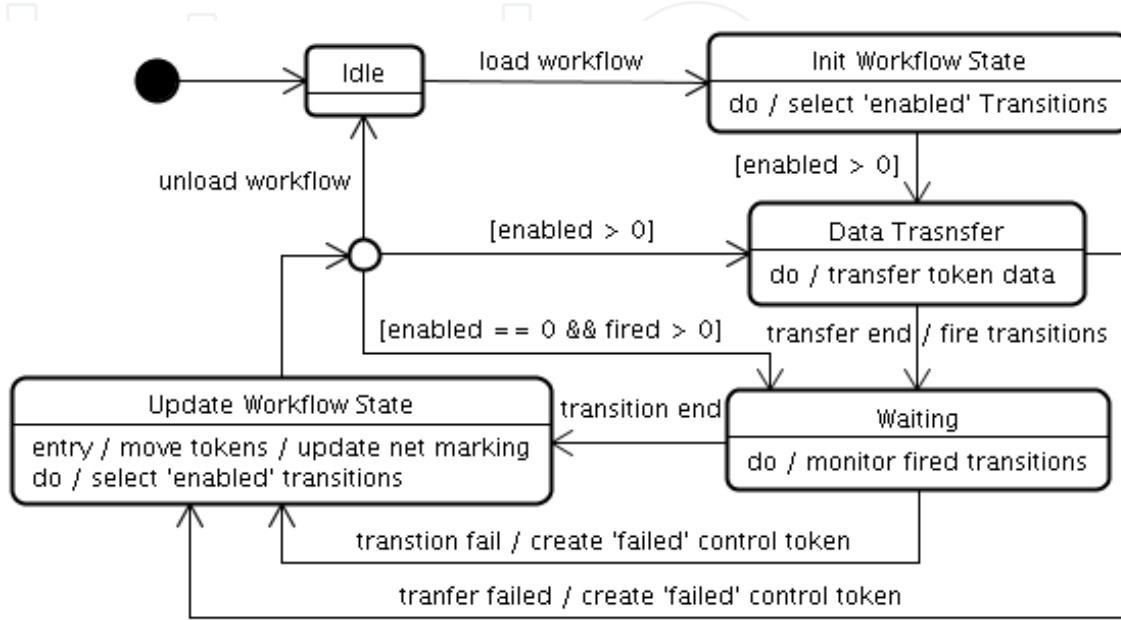 Idle
load workflow
Init Workflow State
do / select 'enabled' Transitions
[enabled > 0]
unload workflow
[enabled > 0]
Data Trasnsfer
do / transfer token data
[enabled == 0 && fired > 0]
transfer end / fire transitions
Update Workflow State
entry / move tokens / update net marking
do / select 'enabled' transitions
transition end
Waiting
do / monitor fired transitions
transtion fail / create 'failed' control token
tranfer failed / create 'failed' control token